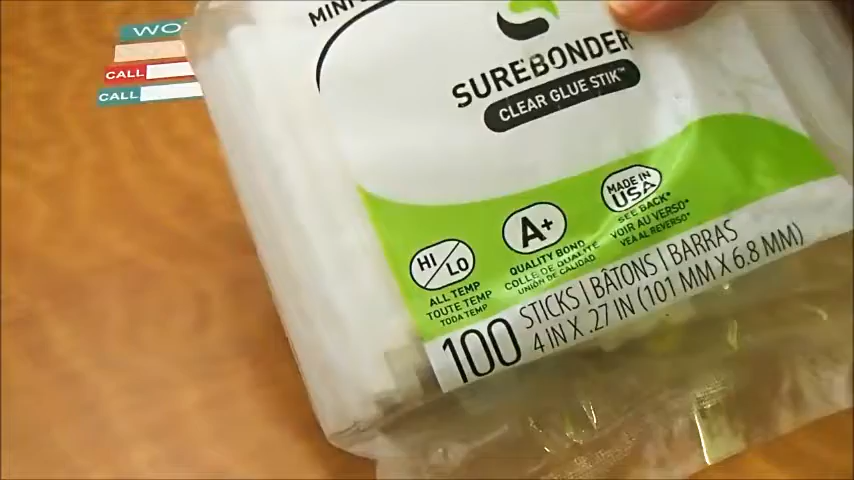 WO
CALL
CALL
MINI
SUREBONDER
CLEAR GLUE STIK™
HI/LO
ALL TEMP
TOUTE TEMP
TODA TEMP
A+
QUALITY BOND
COLLE DE QUALITÉ
UNIÓN DE CALIDAD
MADE IN
USA
SEE BACK*
VOIR AU VERSO*
VEA AL REVERSO*
100 STICKS | BÂTONS | BARRAS
4 IN X .27 IN (101 MM X 6.8 MM)